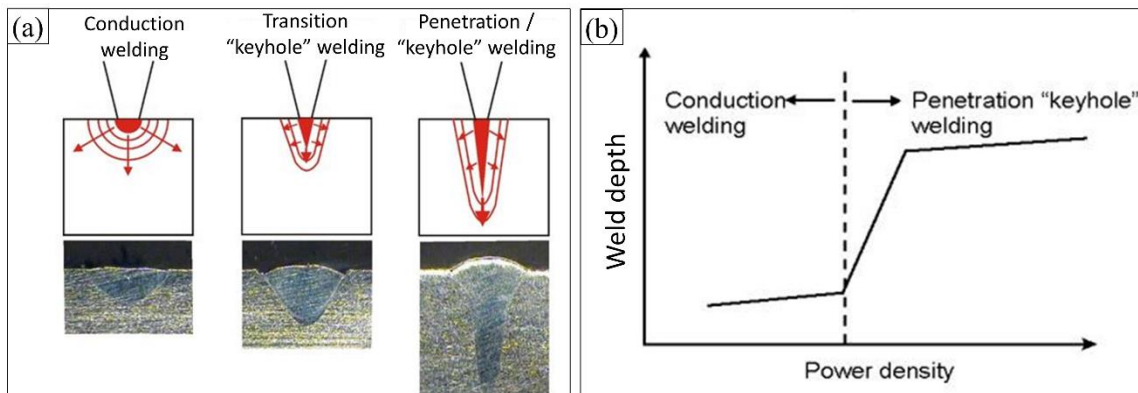 (a)
Conduction
welding
Transition
“keyhole” welding
Penetration /
“keyhole” welding
(b)
Conduction
welding
Penetration “keyhole”
welding
Weld depth
Power density